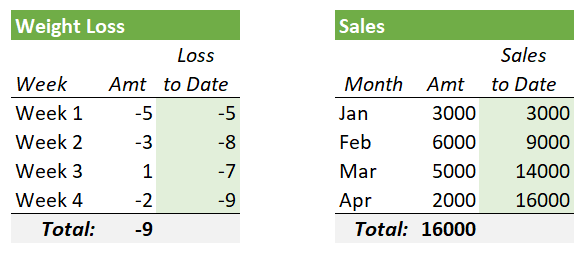 Weight Loss
Loss
Week Amt to Date
Week 1 -5 -5
Week 2 -3 -8
Week 3 1 -7
Week 4 -2 -9
Total: -9
Sales
Sales
Month Amt to Date
Jan 3000 3000
Feb 6000 9000
Mar 5000 14000
Apr 2000 16000
Total: 16000